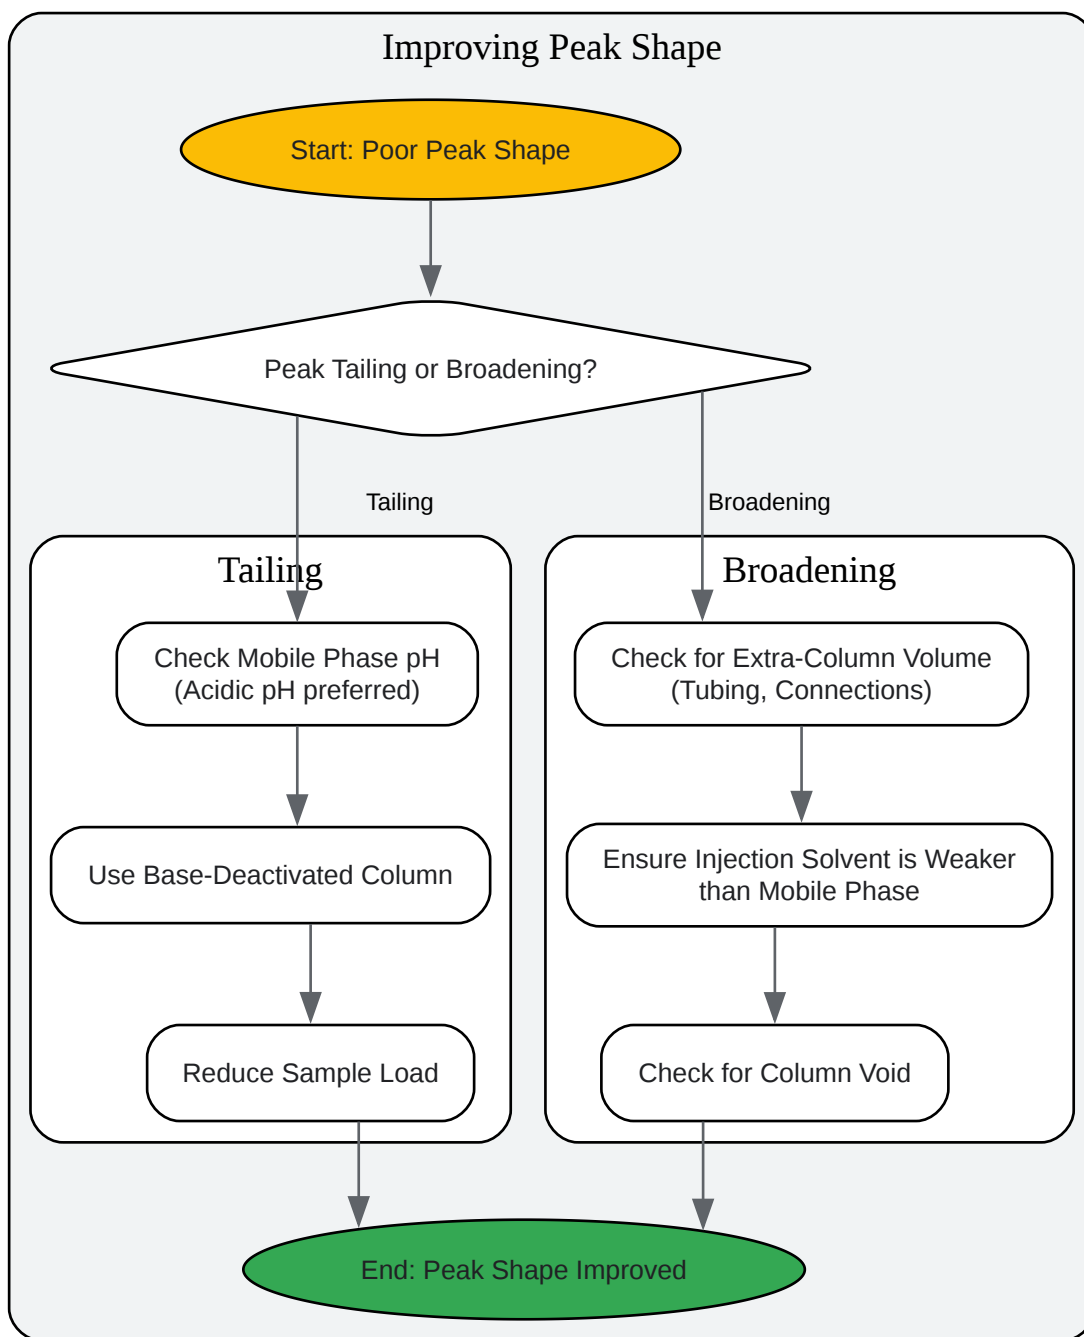 Improving Peak Shape
Start: Poor Peak Shape
Peak Tailing or Broadening?
Tailing
Broadening
Tailing
Check Mobile Phase pH
(Acidic pH preferred)
Use Base-Deactivated Column
Reduce Sample Load
Broadening
Check for Extra-Column Volume
(Tubing, Connections)
Ensure Injection Solvent is Weaker
than Mobile Phase
Check for Column Void
End: Peak Shape Improved